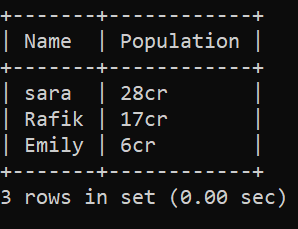 +-------+------------+
| Name  | Population |
+-------+------------+
| sara  | 28cr       |
| Rafik | 17cr       |
| Emily | 6cr        |
+-------+------------+
3 rows in set (0.00 sec)